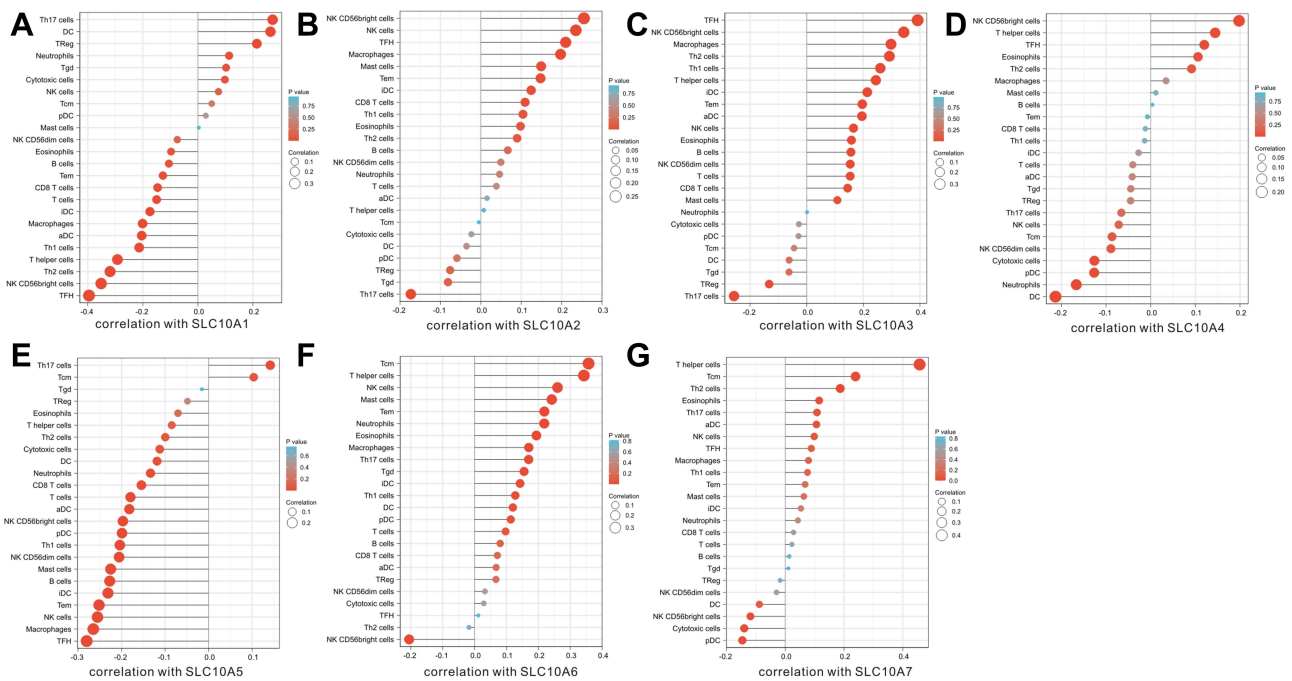 A
Th17 cells
DC
TReg
Neutrophils
Tgd
Cytotoxic cells
NK cells
Tcm
pDC
Mast cells
NK CD56dim cells
Eosinophils
B cells
Tem
CD8 T cells
T cells
iDC
Macrophages
aDC
Th1 cells
T helper cells
Th2 cells
NK CD56bright cells
TFH
-0.4 -0.2 0.0 0.2
correlation with SLC10A1
P value
0.75
0.50
0.25
Correlation
0.1
0.2
0.3
B
NK CD56bright cells
NK cells
TFH
Macrophages
Mast cells
Tem
iDC
CD8 T cells
Th1 cells
Eosinophils
Th2 cells
B cells
NK CD56dim cells
Neutrophils
T cells
aDC
T helper cells
Tcm
Cytotoxic cells
DC
pDC
TReg
Tgd
Th17 cells
-0.2 -0.1 0.0 0.1 0.2 0.3
correlation with SLC10A2
P value
0.75
0.50
0.25
Correlation
0.05
0.10
0.15
0.20
0.25
C
TFH
NK CD56bright cells
Macrophages
Th2 cells
Th1 cells
T helper cells
iDC
Tem
aDC
NK cells
Eosinophils
B cells
NK CD56dim cells
T cells
CD8 T cells
Mast cells
Neutrophils
Cytotoxic cells
pDC
Tcm
DC
Tgd
TReg
Th17 cells
-0.2 0.0 0.2 0.4
correlation with SLC10A3
P value
0.75
0.50
0.25
Correlation
0.1
0.2
0.3
D
NK CD56bright cells
T helper cells
TFH
Eosinophils
Th2 cells
Macrophages
Mast cells
B cells
Tem
CD8 T cells
Th1 cells
iDC
T cells
aDC
Tgd
TReg
Th17 cells
NK cells
Tcm
NK CD56dim cells
Cytotoxic cells
pDC
Neutrophils
DC
-0.2 -0.1 0.0 0.1 0.2
correlation with SLC10A4
P value
0.75
0.50
0.25
Correlation
0.05
0.10
0.15
0.20
E
Th17 cells
Tcm
Tgd
TReg
Eosinophils
T helper cells
Th2 cells
Cytotoxic cells
DC
Neutrophils
CD8 T cells
T cells
aDC
NK CD56bright cells
pDC
Th1 cells
NK CD56dim cells
Mast cells
B cells
iDC
Tem
NK cells
Macrophages
TFH
-0.3 -0.2 -0.1 0.0 0.1
correlation with SLC10A5
P value
0.6
0.4
0.2
Correlation
0.1
0.2
F
Tcm
T helper cells
NK cells
Mast cells
Tem
Neutrophils
Eosinophils
Macrophages
Th17 cells
Tgd
iDC
Th1 cells
DC
pDC
T cells
B cells
CD8 T cells
aDC
TReg
NK CD56dim cells
Cytotoxic cells
TFH
Th2 cells
NK CD56bright cells
-0.2 -0.1 0.0 0.1 0.2 0.3 0.4
correlation with SLC10A6
P value
0.8
0.6
0.4
0.2
Correlation
0.1
0.2
0.3
G
T helper cells
Tcm
Th2 cells
Eosinophils
Th17 cells
aDC
NK cells
TFH
Macrophages
Th1 cells
Tem
Mast cells
iDC
Neutrophils
CD8 T cells
T cells
B cells
Tgd
TReg
NK CD56dim cells
DC
NK CD56bright cells
Cytotoxic cells
pDC
-0.2 0.0 0.2 0.4
correlation with SLC10A7
P value
0.8
0.6
0.4
0.2
0.0
Correlation
0.1
0.2
0.3
0.4